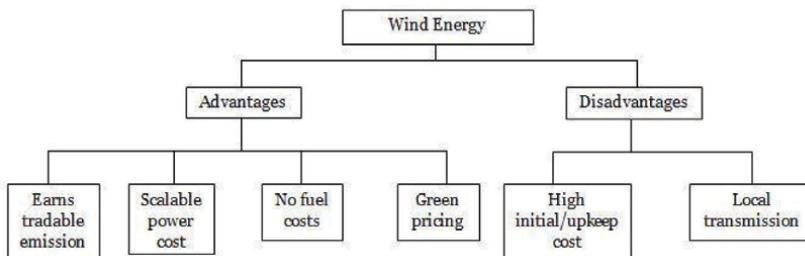 Wind Energy
Advantages
Disadvantages
Earns
tradable
emission
Scalable
power
cost
No fuel
costs
Green
pricing
High
initial/upkeep
cost
Local
transmission